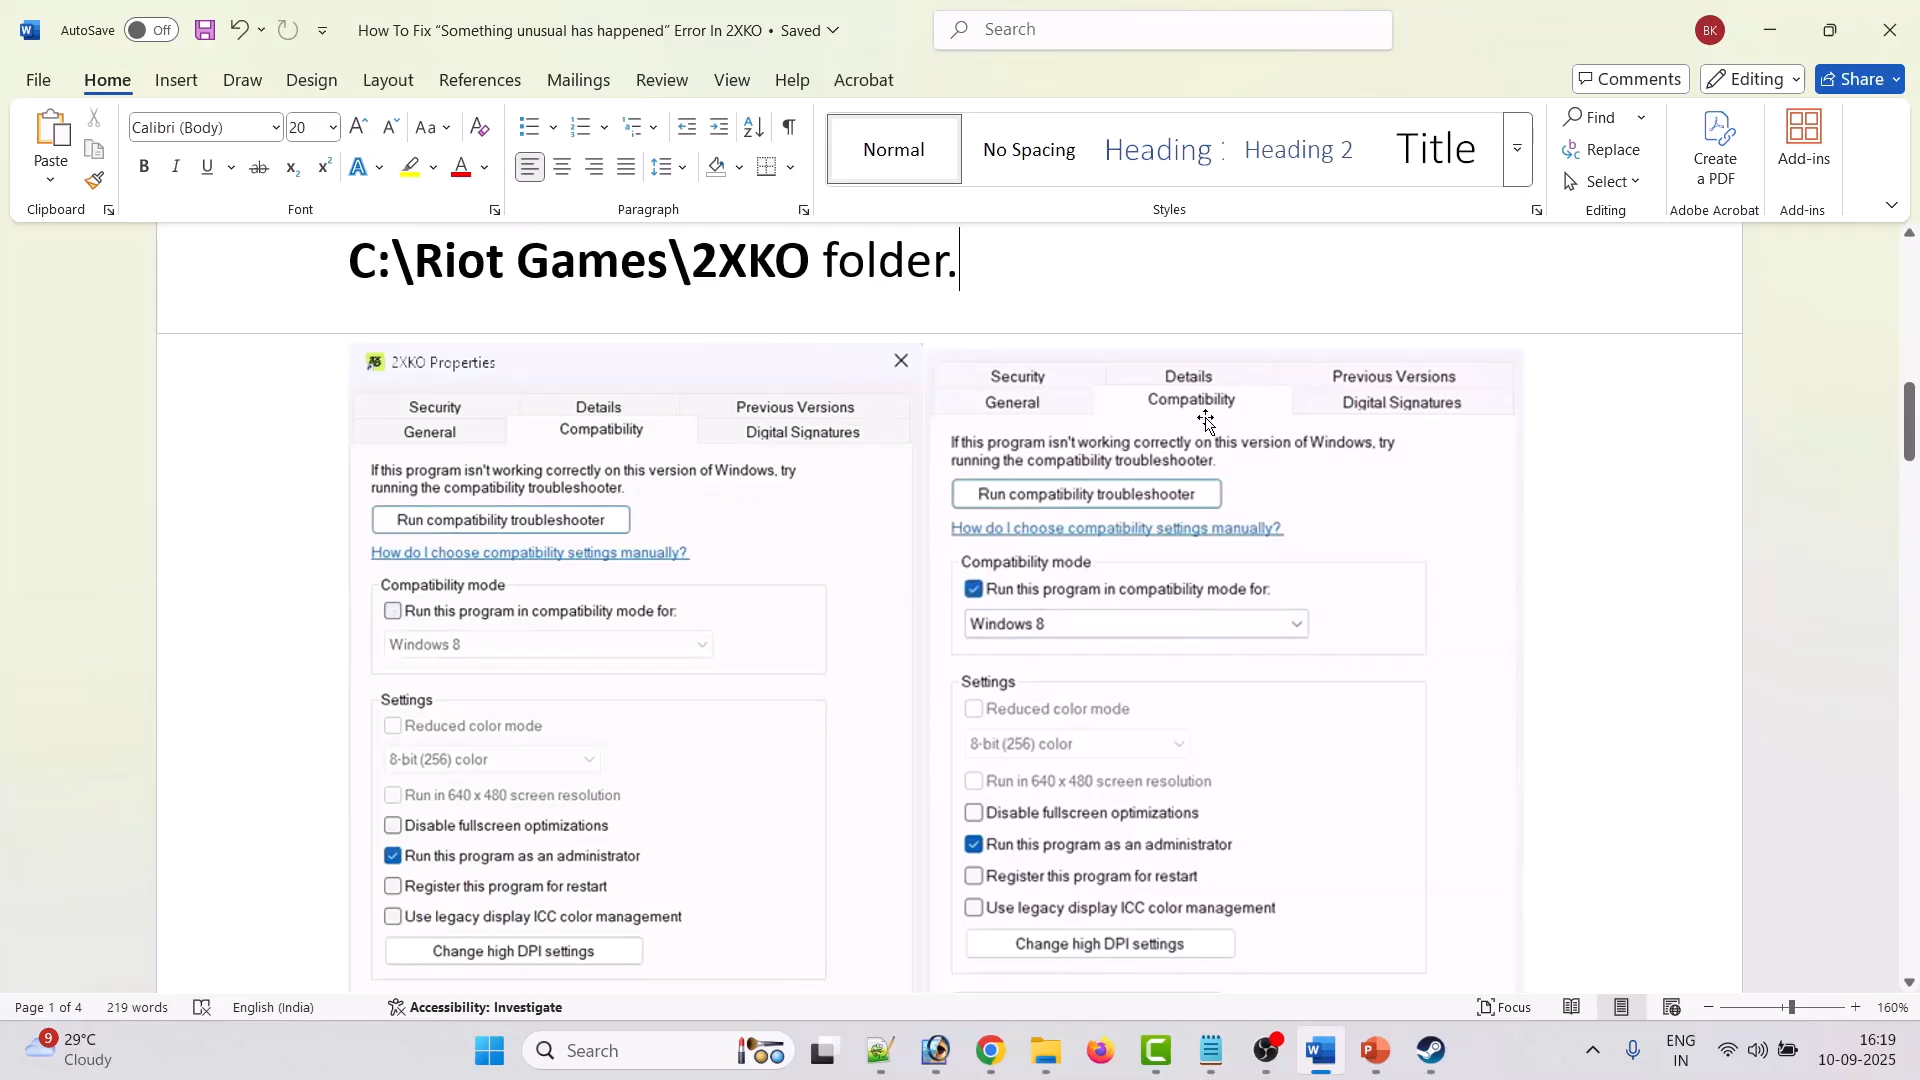 AutoSave Off How To Fix “Something unusual has happened” Error In 2XKO • Saved Search BK
File Home Insert Draw Design Layout References Mailings Review View Help Acrobat Comments Editing Share
Paste Calibri (Body) 20 Aa Normal No Spacing Heading 1 Heading 2 Title Find Replace Select Create a PDF Add-ins
Clipboard Font Paragraph Styles Editing Adobe Acrobat Add-ins
C:\Riot Games\2XKO folder.
2XKO Properties
Security Details Previous Versions
General Compatibility Digital Signatures
If this program isn't working correctly on this version of Windows, try
running the compatibility troubleshooter.
Run compatibility troubleshooter
How do I choose compatibility settings manually?
Compatibility mode
Run this program in compatibility mode for:
Windows 8
Settings
Reduced color mode
8-bit (256) color
Run in 640 x 480 screen resolution
Disable fullscreen optimizations
Run this program as an administrator
Register this program for restart
Use legacy display ICC color management
Change high DPI settings
Security Details Previous Versions
General Compatibility Digital Signatures
If this program isn't working correctly on this version of Windows, try
running the compatibility troubleshooter.
Run compatibility troubleshooter
How do I choose compatibility settings manually?
Compatibility mode
Run this program in compatibility mode for:
Windows 8
Settings
Reduced color mode
8-bit (256) color
Run in 640 x 480 screen resolution
Disable fullscreen optimizations
Run this program as an administrator
Register this program for restart
Use legacy display ICC color management
Change high DPI settings
Page 1 of 4 219 words English (India) Accessibility: Investigate Focus 160%
9 29°C
Cloudy
Search
ENG
IN
16:19
10-09-2025